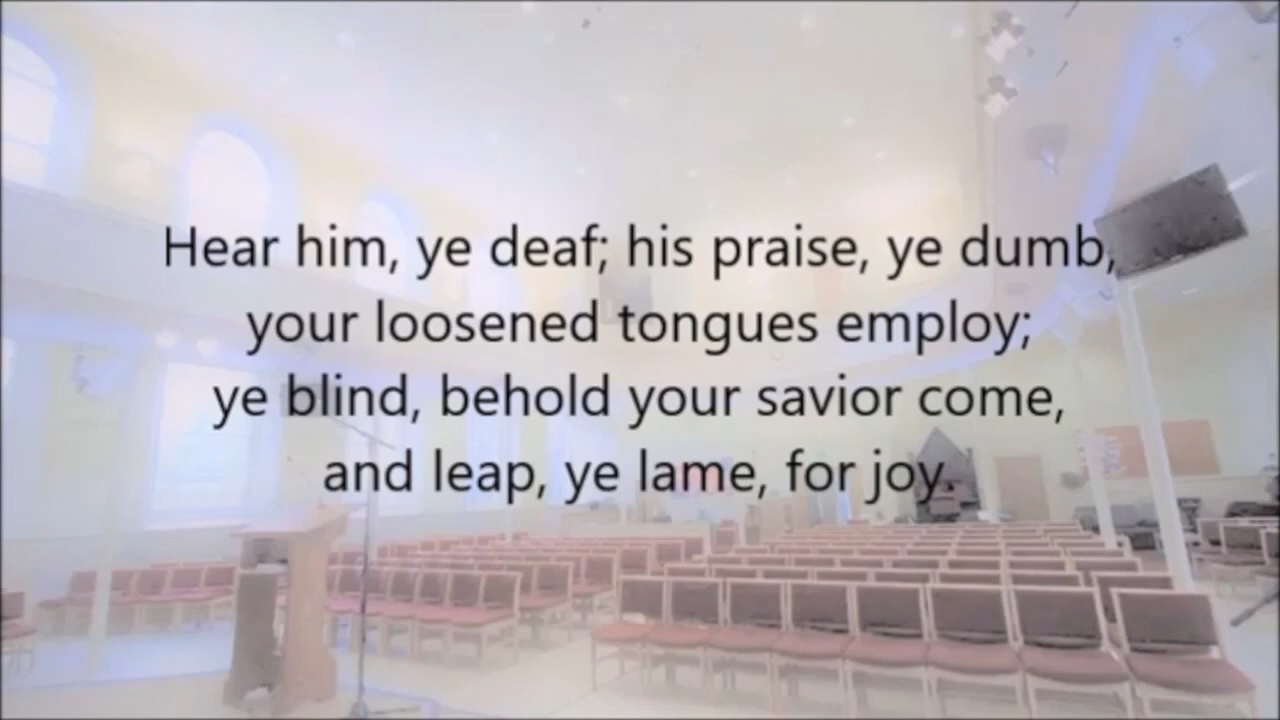 Hear him, ye deaf; his praise, ye dumb,
your loosened tongues employ;
ye blind, behold your savior come,
and leap, ye lame, for joy.